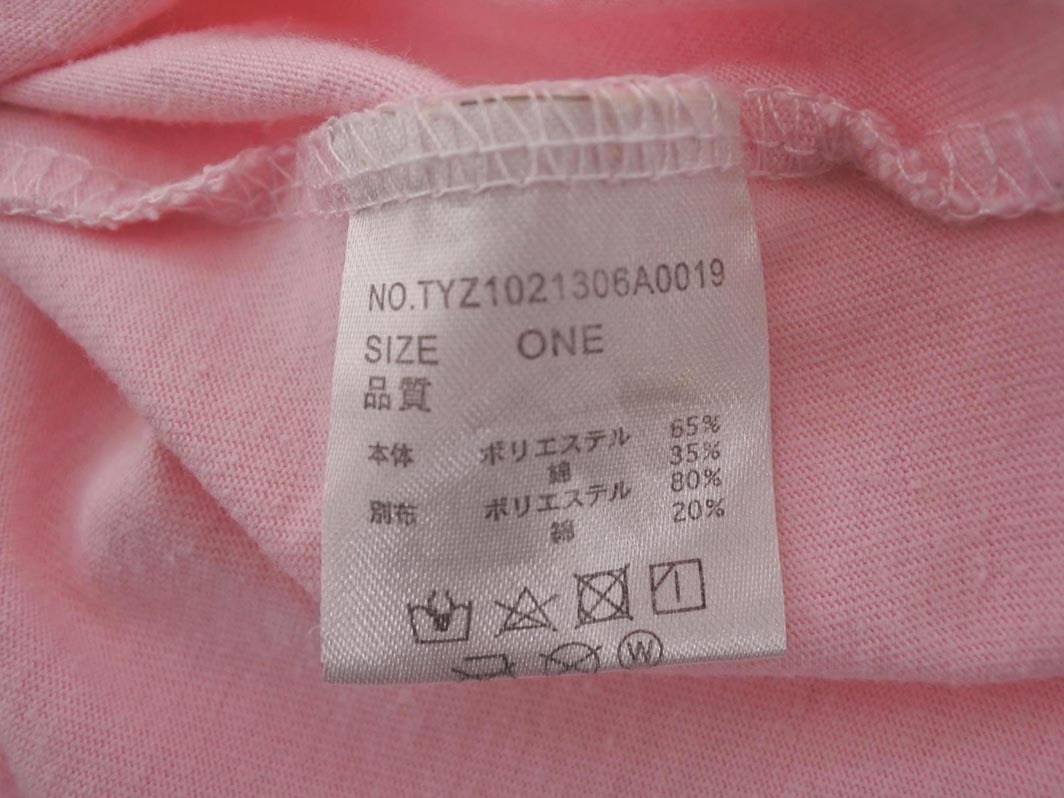 NO.TYZ1021306A0019
SIZE ONE
品質
本体 ポリエステル 65%
綿 35%
別布 ポリエステル 80%
綿 20%
W